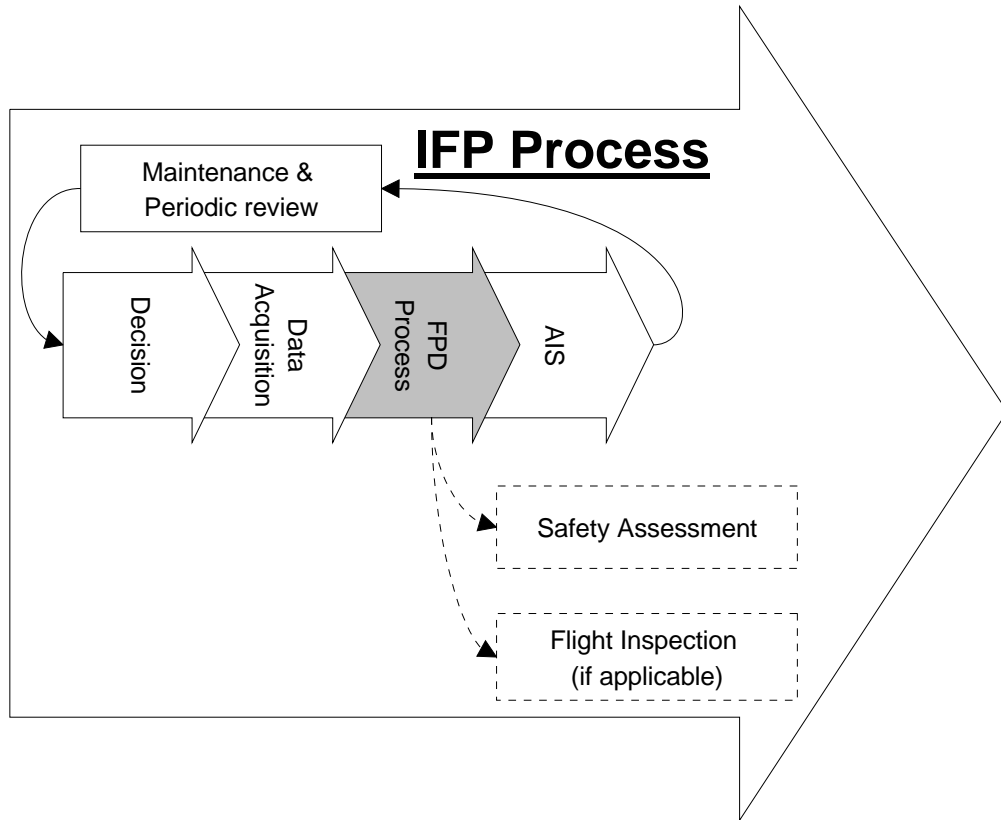 IFP Process
Maintenance &
Periodic review
Decision
Data
Acquisition
FPD
Process
AIS
Safety Assessment
Flight Inspection
(if applicable)